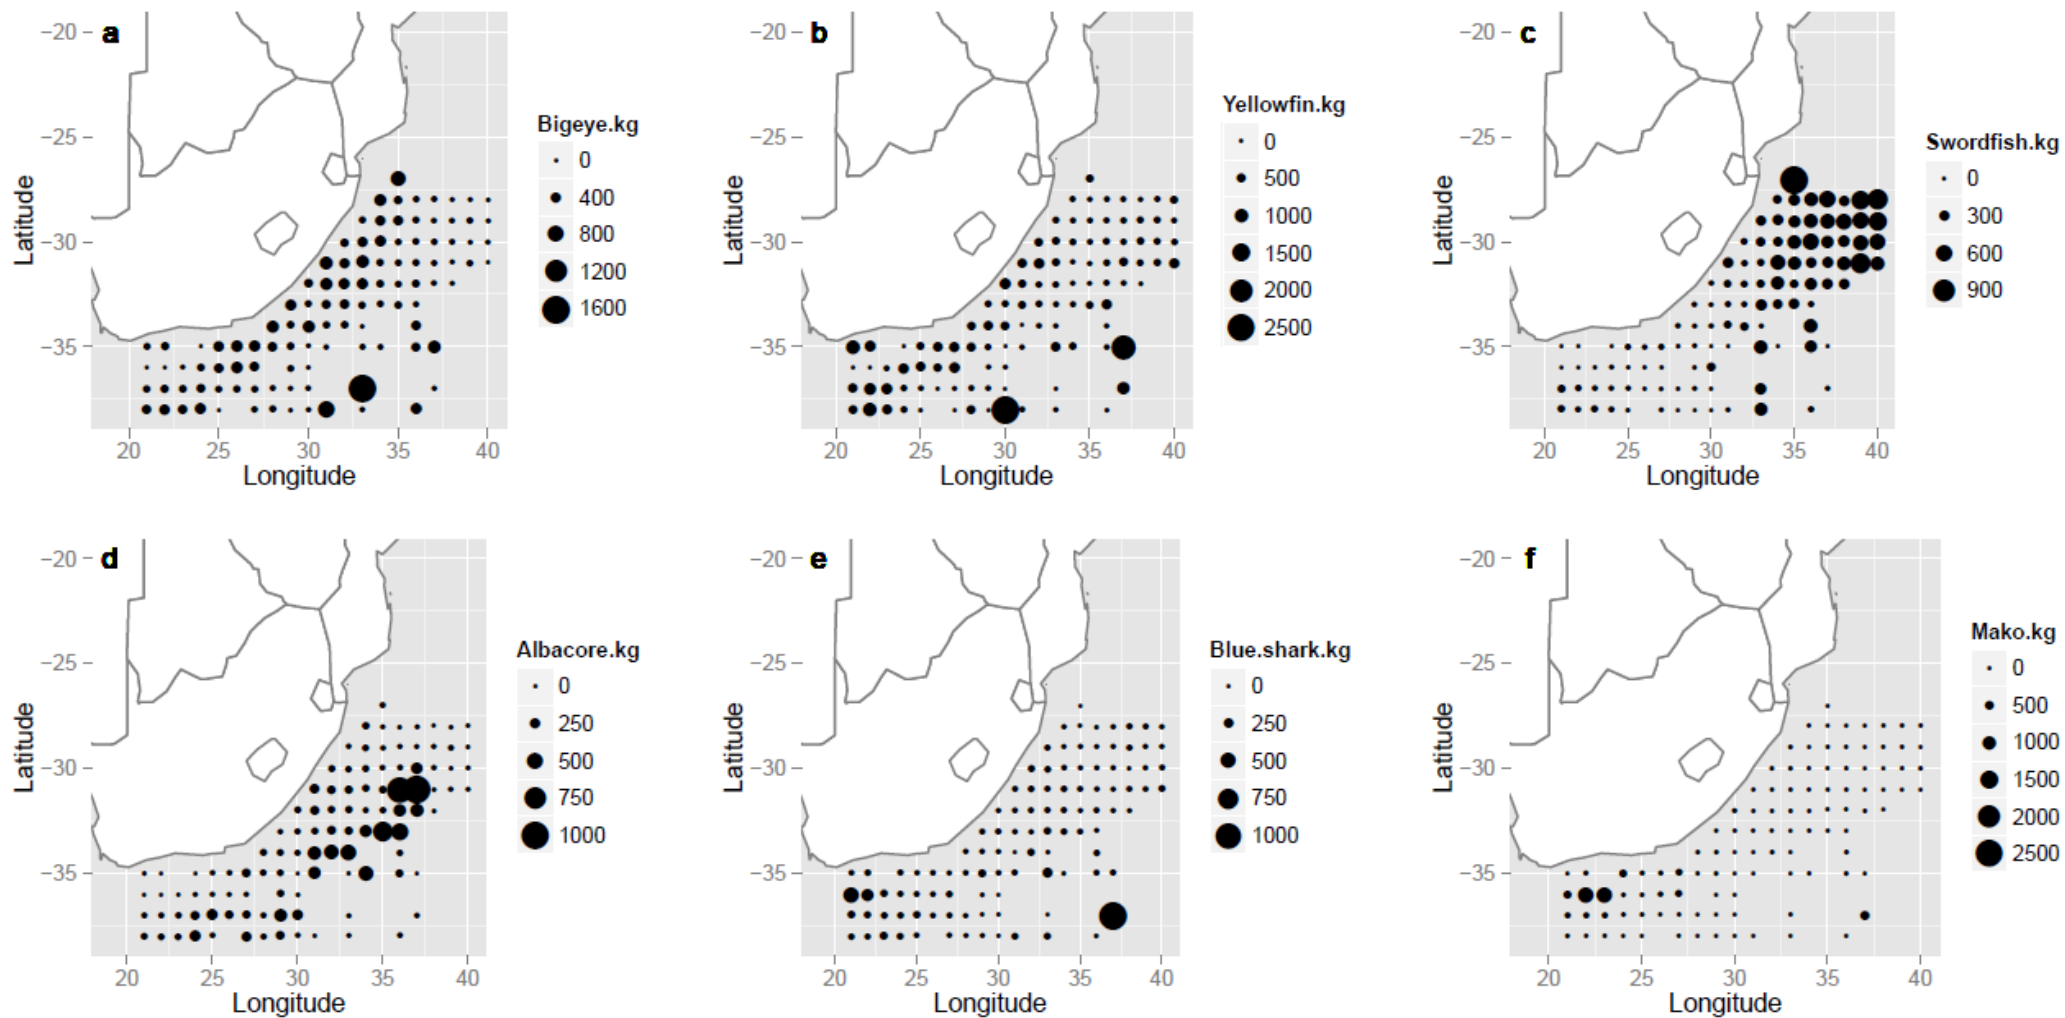 a
−20
−25
−30
−35
Latitude
20 25 30 35 40
Longitude
Bigeye.kg
0
400
800
1200
1600
b
−20
−25
−30
−35
Latitude
20 25 30 35 40
Longitude
Yellowfin.kg
0
500
1000
1500
2000
2500
c
−20
−25
−30
−35
Latitude
20 25 30 35 40
Longitude
Swordfish.kg
0
300
600
900
d
−20
−25
−30
−35
Latitude
20 25 30 35 40
Longitude
Albacore.kg
0
250
500
750
1000
e
−20
−25
−30
−35
Latitude
20 25 30 35 40
Longitude
Blue.shark.kg
0
250
500
750
1000
f
−20
−25
−30
−35
Latitude
20 25 30 35 40
Longitude
Mako.kg
0
500
1000
1500
2000
2500